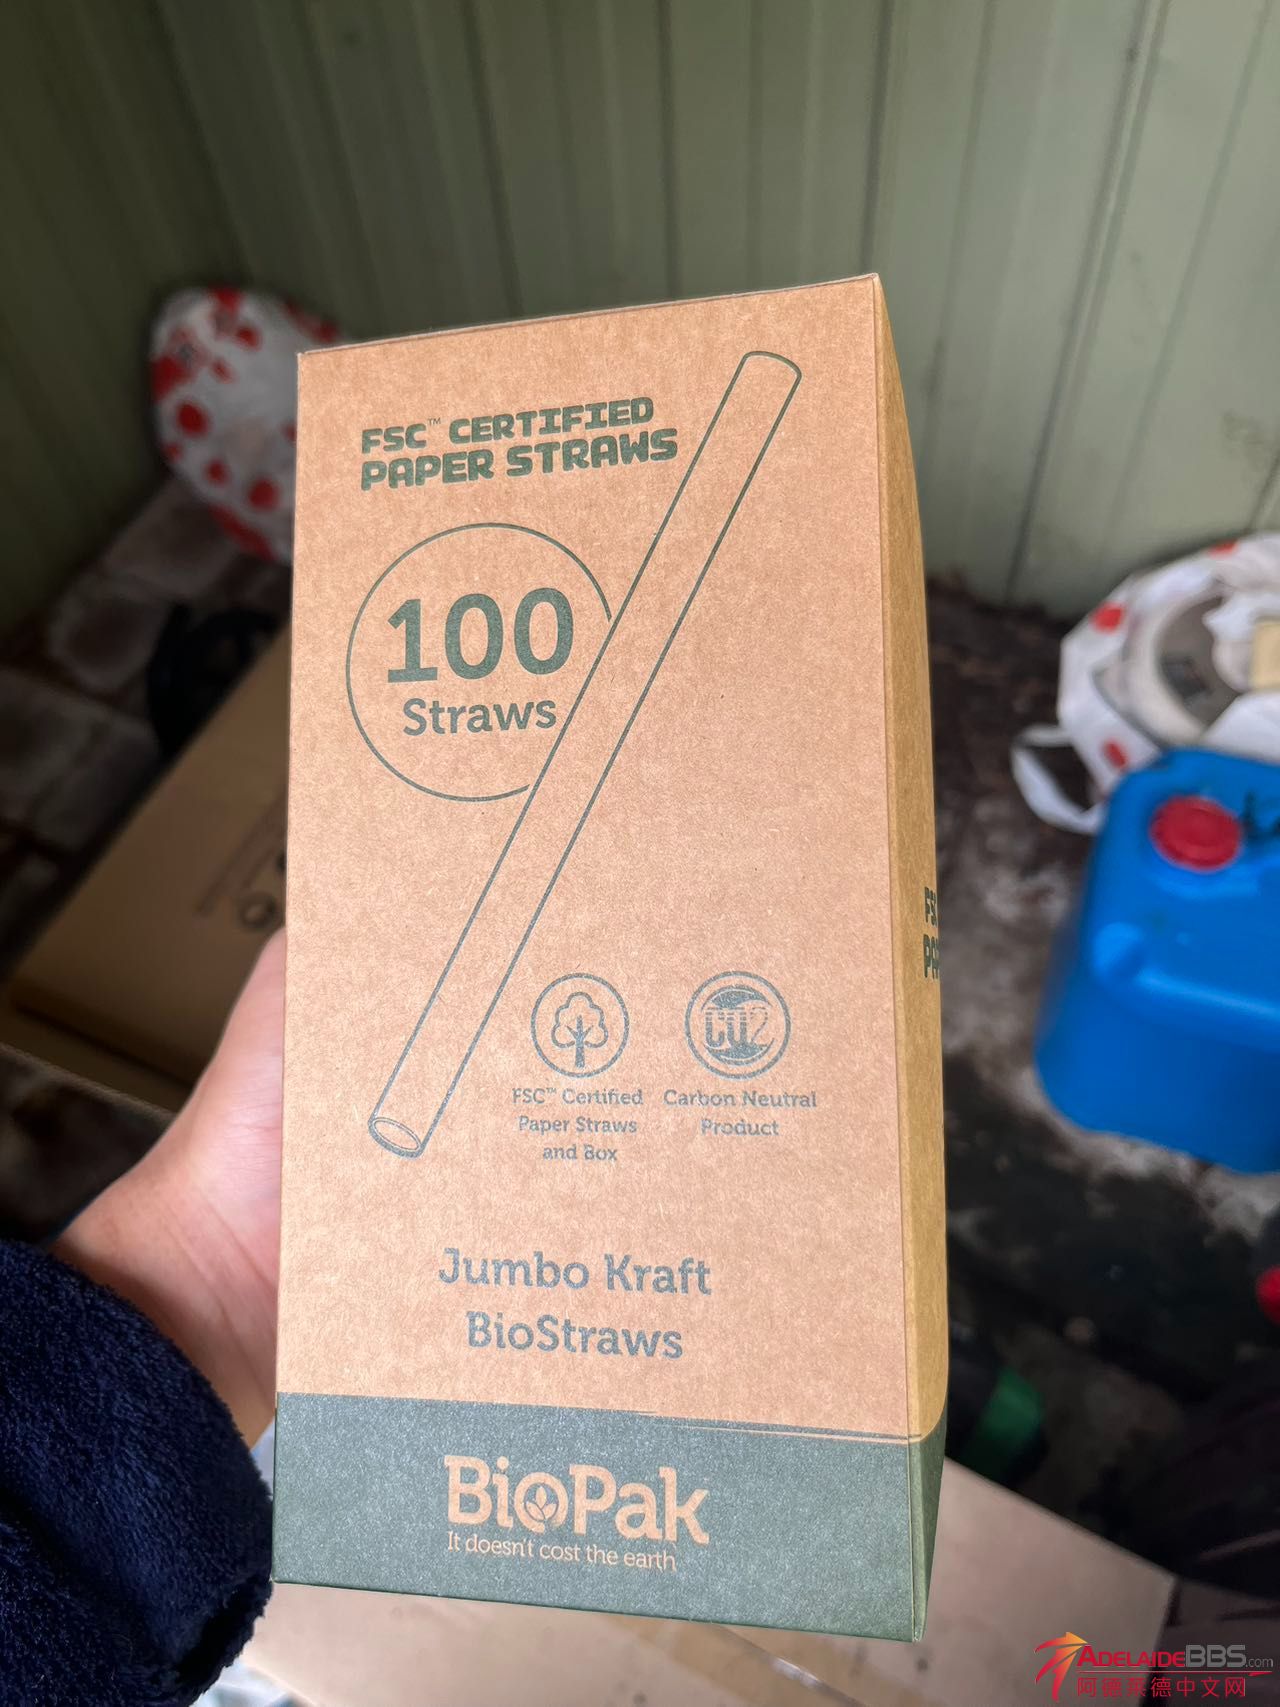 FSC™ CERTIFIED
PAPER STRAWS
100
Straws
CO2
FSC™ Certified
Paper Straws
and Box
Carbon Neutral
Product
Jumbo Kraft
BioStraws
BioPak
It doesn't cost the earth
ADELAIDEBBS.com
阿德莱德中文网